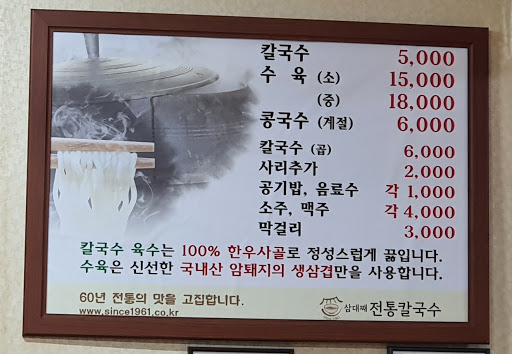 칼국수 5,000
수 육 (소) 15,000
(중) 18,000
콩국수 (계절) 6,000
칼국수 (곱) 6,000
사리추가 2,000
공기밥, 음료수 각 1,000
소주, 맥주 각 4,000
막걸리 3,000
칼국수 육수는 100% 한우사골로 정성스럽게 끓입니다.
수육은 신선한 국내산 암퇘지의 생삼겹만을 사용합니다.
60년 전통의 맛을 고집합니다.
www.since1961.co.kr
삼대째 전통칼국수